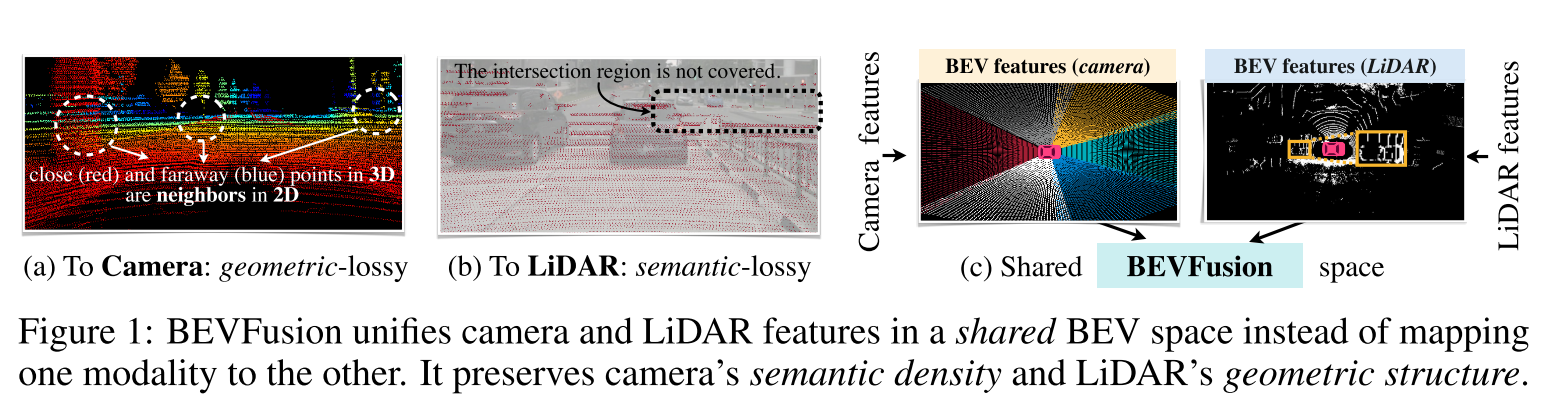 close (red) and faraway (blue) points in 3D
are neighbors in 2D
(a) To Camera: geometric-lossy
The intersection region is not covered.
(b) To LiDAR: semantic-lossy
Camera features
BEV features (camera)
BEV features (LiDAR)
LiDAR features
(c) Shared BEVFusion space
Figure 1: BEVFusion unifies camera and LiDAR features in a shared BEV space instead of mapping
one modality to the other. It preserves camera's semantic density and LiDAR's geometric structure.